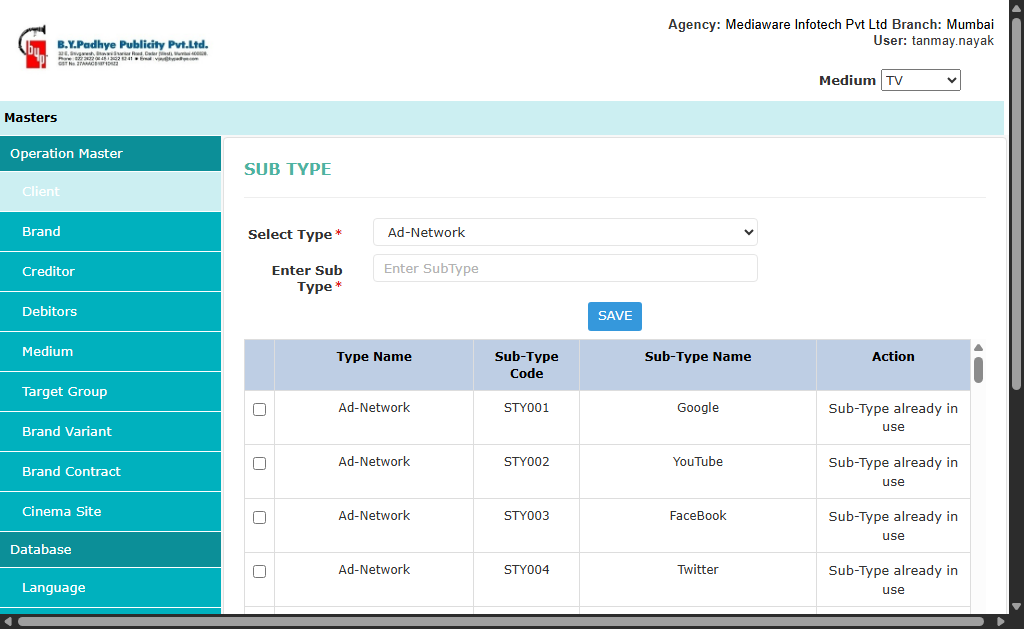 Agency: Mediaware Infotech Pvt Ltd Branch: Mumbai
User: tanmay.nayak
byp
B.Y.Padhye Publicity Pvt.Ltd.
Medium TV
Masters
Operation Master
Client
Brand
Creditor
Debitors
Medium
Target Group
Brand Variant
Brand Contract
Cinema Site
Database
Language
SUB TYPE
Select Type * Ad-Network
Enter Sub Type * Enter SubType
SAVE
Type Name Sub-Type Code Sub-Type Name Action
Ad-Network STY001 Google Sub-Type already in use
Ad-Network STY002 YouTube Sub-Type already in use
Ad-Network STY003 FaceBook Sub-Type already in use
Ad-Network STY004 Twitter Sub-Type already in use